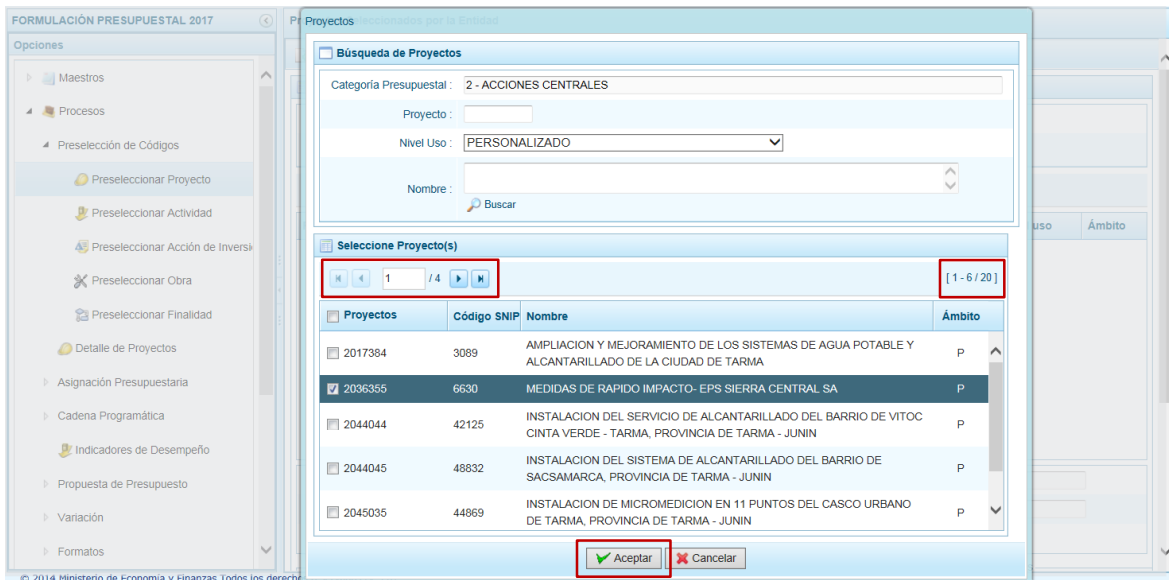 FORMULACIÓN PRESUPUESTAL 2017
Opciones
Maestros
Procesos
Preselección de Códigos
Preseleccionar Proyecto
Preseleccionar Actividad
Preseleccionar Acción de Inversi
Preseleccionar Obra
Preseleccionar Finalidad
Detalle de Proyectos
Asignación Presupuestaria
Cadena Programática
Indicadores de Desempeño
Propuesta de Presupuesto
Variación
Formatos
© 2014 Ministerio de Economía y Finanzas Todos los derech
Proyectos
eleccionados por la Entidad
Búsqueda de Proyectos
Categoría Presupuestal : 2 - ACCIONES CENTRALES
Proyecto :
Nivel Uso : PERSONALIZADO
Nombre :
Buscar
Seleccione Proyecto(s)
1 / 4 [ 1 - 6 / 20 ]
Proyectos Código SNIP Nombre Ámbito
2017384 3089 AMPLIACION Y MEJORAMIENTO DE LOS SISTEMAS DE AGUA POTABLE Y P
ALCANTARILLADO DE LA CIUDAD DE TARMA
2036355 6630 MEDIDAS DE RAPIDO IMPACTO- EPS SIERRA CENTRAL SA P
2044044 42125 INSTALACION DEL SERVICIO DE ALCANTARILLADO DEL BARRIO DE VITOC P
CINTA VERDE - TARMA, PROVINCIA DE TARMA - JUNIN
2044045 48832 INSTALACION DEL SISTEMA DE ALCANTARILLADO DEL BARRIO DE P
SACSAMARCA, PROVINCIA DE TARMA - JUNIN
2045035 44869 INSTALACION DE MICROMEDICION EN 11 PUNTOS DEL CASCO URBANO P
DE TARMA, PROVINCIA DE TARMA - JUNIN
Aceptar Cancelar
uso Ámbito